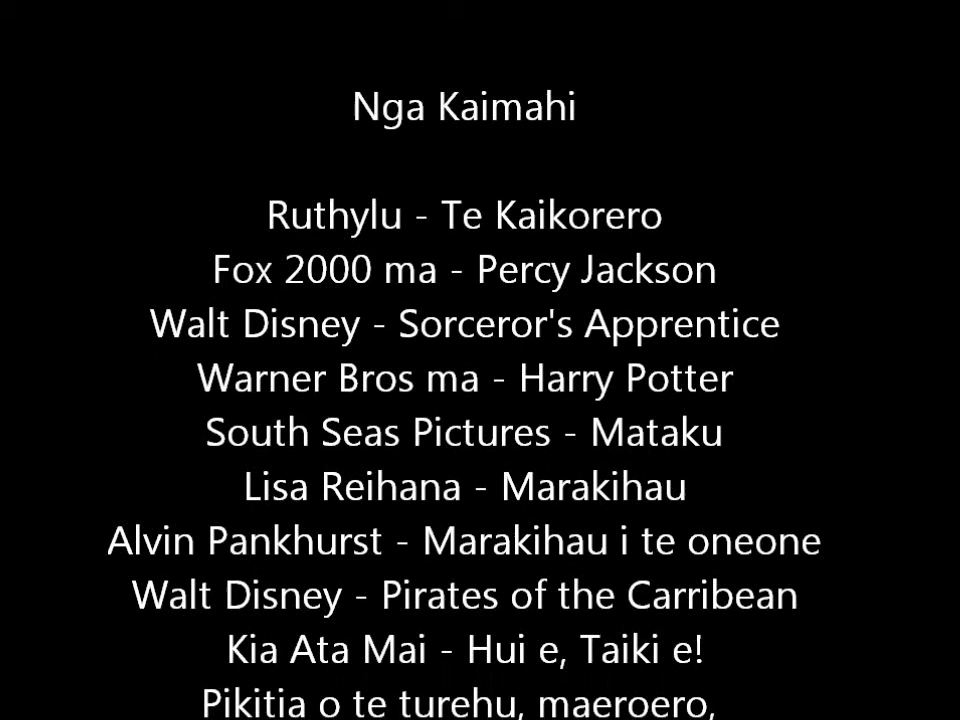 Nga Kaimahi
Ruthylu - Te Kaikorero
Fox 2000 ma - Percy Jackson
Walt Disney - Sorceror's Apprentice
Warner Bros ma - Harry Potter
South Seas Pictures - Mataku
Lisa Reihana - Marakihau
Alvin Pankhurst - Marakihau i te oneone
Walt Disney - Pirates of the Carribean
Kia Ata Mai - Hui e, Taiki e!
Pikitia o te turehu, maeroero,